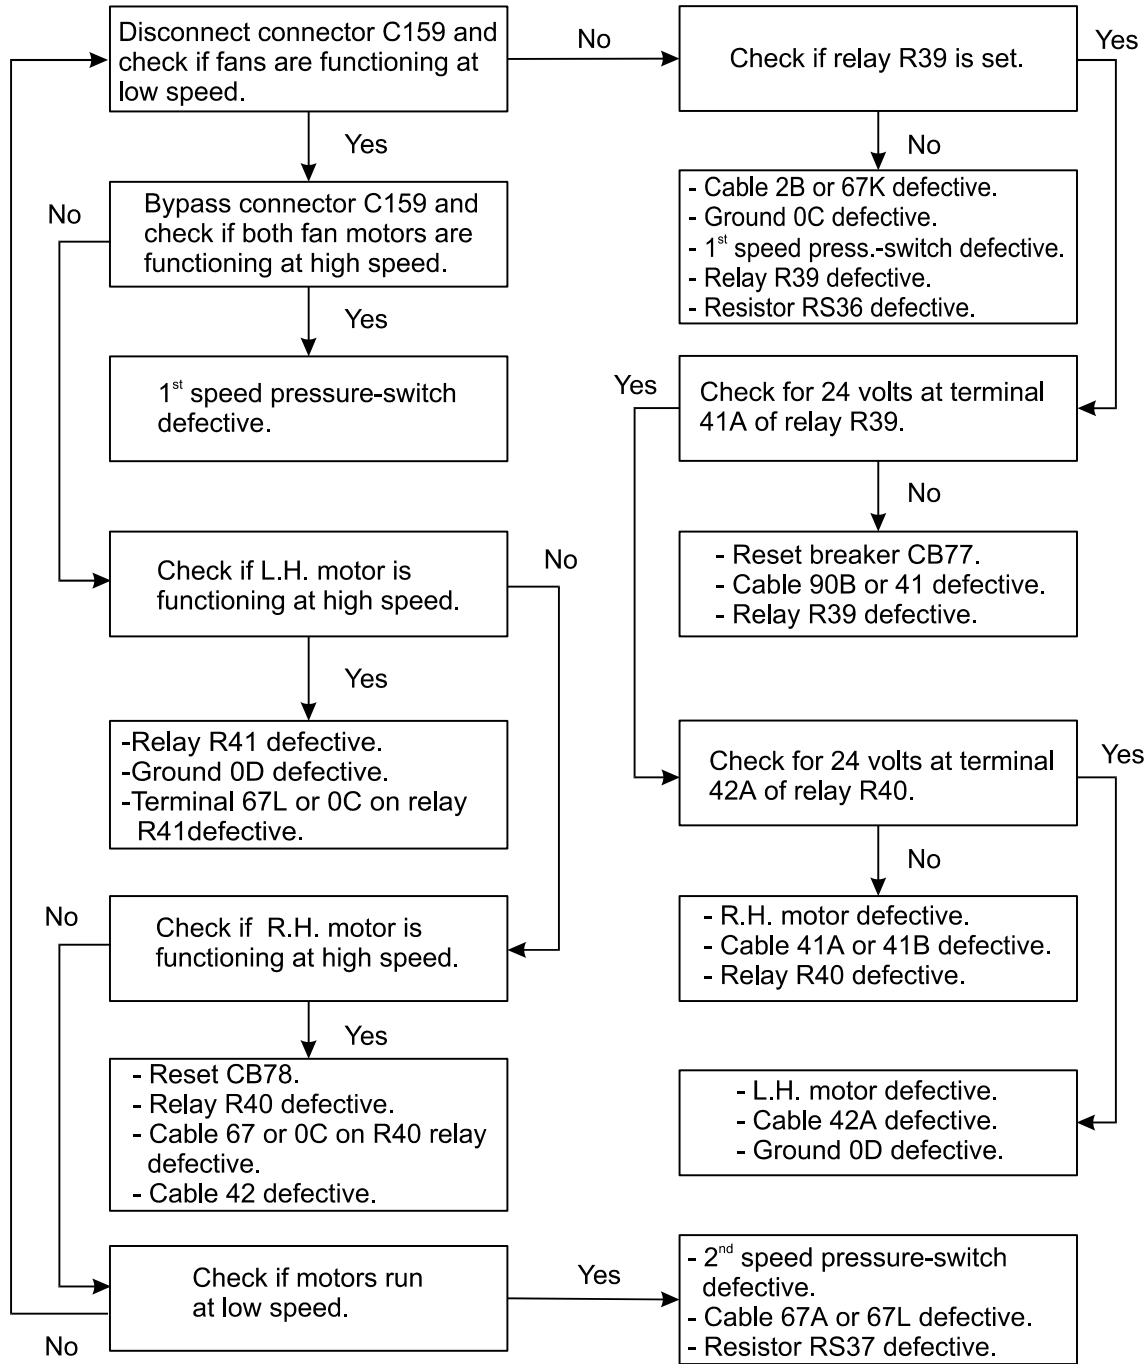 Disconnect connector C159 and
check if fans are functioning at
low speed.
No
Check if relay R39 is set.
Yes
Yes
No
Bypass connector C159 and
check if both fan motors are
functioning at high speed.
No
- Cable 2B or 67K defective.
- Ground 0C defective.
- 1st speed press.-switch defective.
- Relay R39 defective.
- Resistor RS36 defective.
Yes
1st speed pressure-switch
defective.
Yes
Check for 24 volts at terminal
41A of relay R39.
No
- Reset breaker CB77.
- Cable 90B or 41 defective.
- Relay R39 defective.
Check if L.H. motor is
functioning at high speed.
No
Yes
-Relay R41 defective.
-Ground 0D defective.
-Terminal 67L or 0C on relay
R41defective.
Check for 24 volts at terminal
42A of relay R40.
Yes
No
- R.H. motor defective.
- Cable 41A or 41B defective.
- Relay R40 defective.
No
Check if R.H. motor is
functioning at high speed.
Yes
- Reset CB78.
- Relay R40 defective.
- Cable 67 or 0C on R40 relay
defective.
- Cable 42 defective.
- L.H. motor defective.
- Cable 42A defective.
- Ground 0D defective.
Check if motors run
at low speed.
Yes
No
- 2nd speed pressure-switch
defective.
- Cable 67A or 67L defective.
- Resistor RS37 defective.